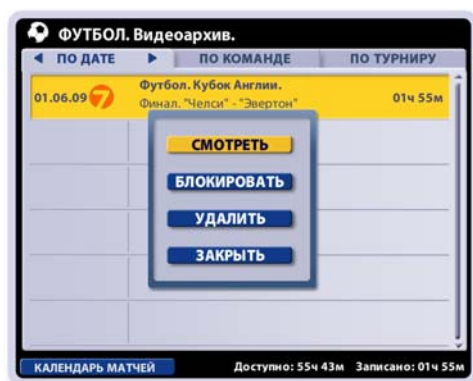 ФУТБОЛ. Видеоархив.
ПО ДАТЕ ПО КОМАНДЕ ПО ТУРНИРУ
01.06.09 7 Футбол. Кубок Англии. 01ч 55м
Финал. "Челси" - "Эвертон"
СМОТРЕТЬ
БЛОКИРОВАТЬ
УДАЛИТЬ
ЗАКРЫТЬ
КАЛЕНДАРЬ МАТЧЕЙ Доступно: 55ч 43м Записано: 01ч 55м